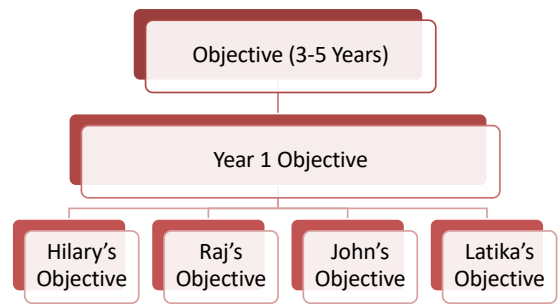 Objective (3-5 Years)
Year 1 Objective
Hilary’s
Objective
Raj’s
Objective
John’s
Objective
Latika’s
Objective